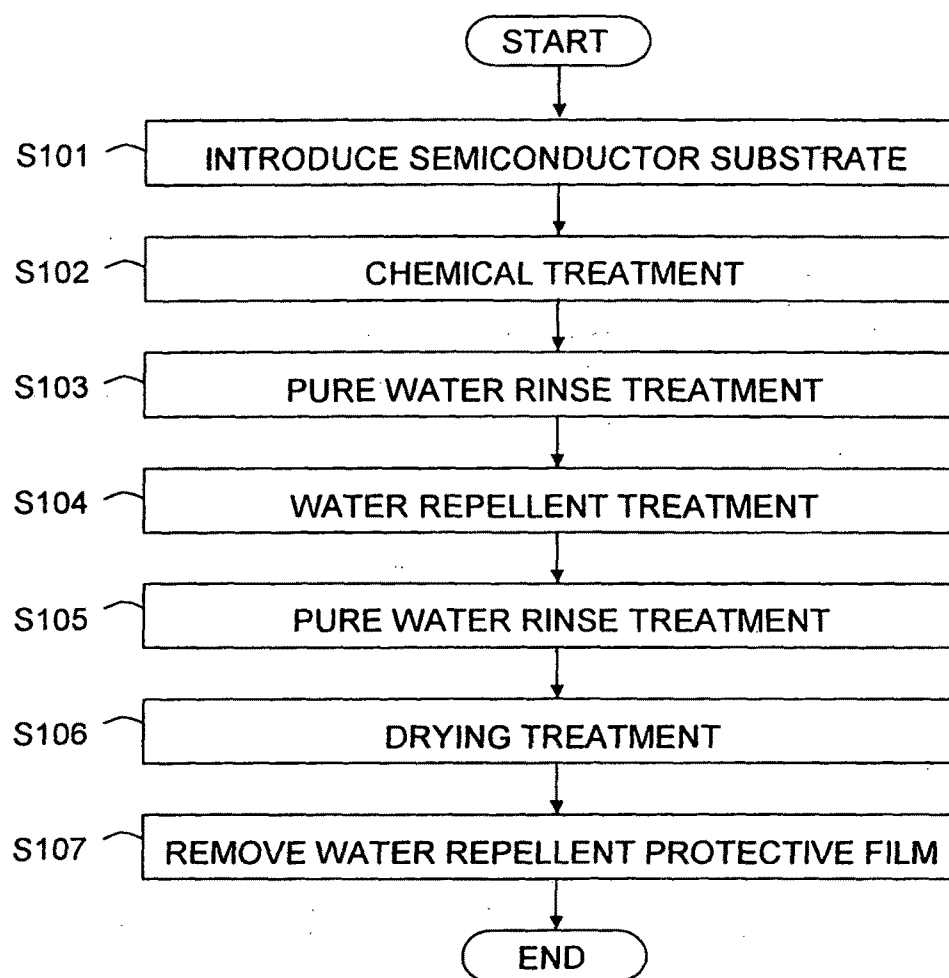 START
S101 INTRODUCE SEMICONDUCTOR SUBSTRATE
S102 CHEMICAL TREATMENT
S103 PURE WATER RINSE TREATMENT
S104 WATER REPELLENT TREATMENT
S105 PURE WATER RINSE TREATMENT
S106 DRYING TREATMENT
S107 REMOVE WATER REPELLENT PROTECTIVE FILM
END